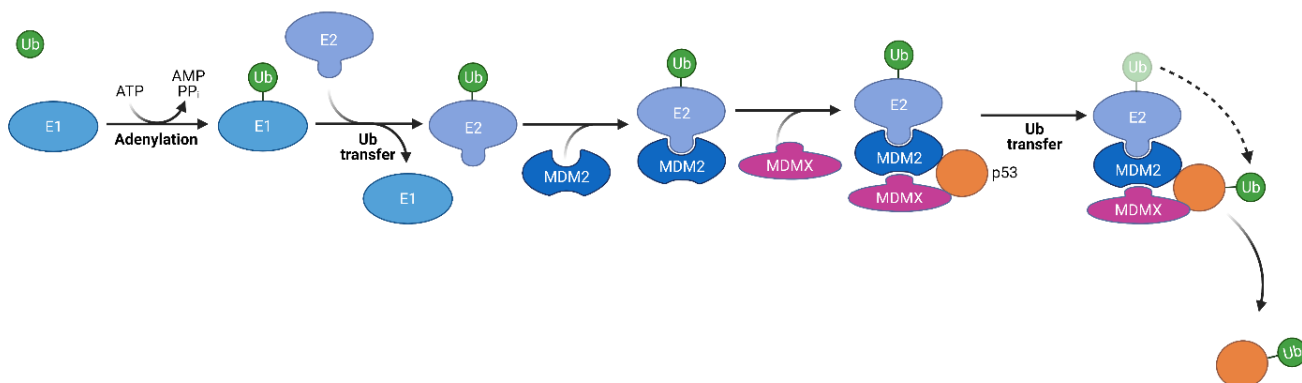 Ub
E1
ATP
AMP
PPi
Adenylation
Ub
E1
E2
Ub
transfer
E1
Ub
E2
MDM2
Ub
E2
MDM2
MDMX
Ub
E2
MDM2
MDMX
p53
Ub
transfer
Ub
E2
MDM2
MDMX
Ub
Ub